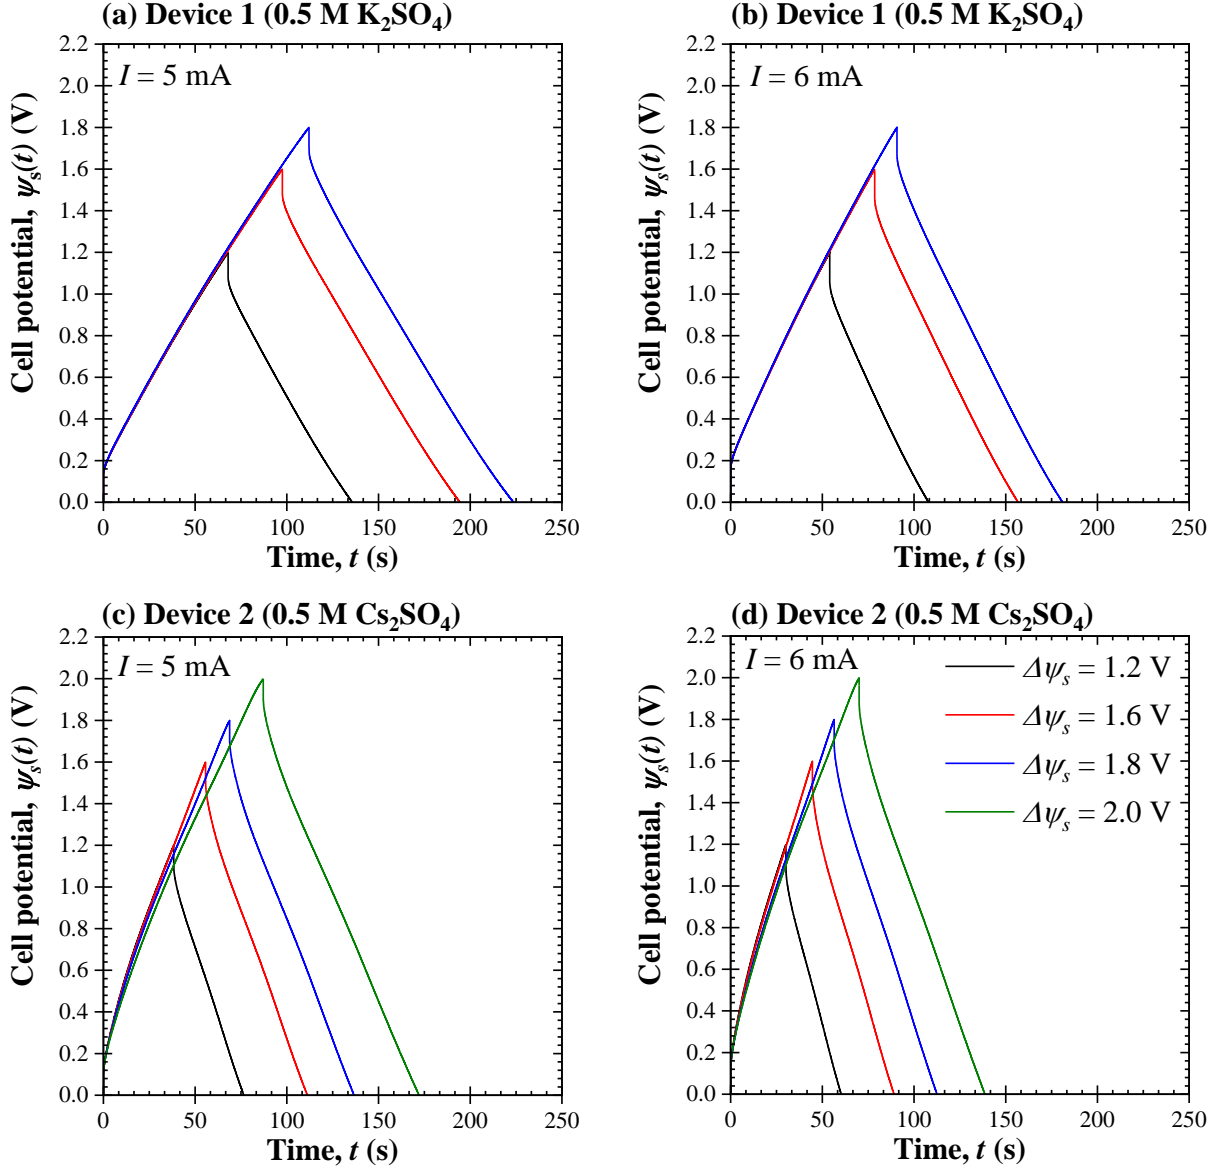 (a) Device 1 (0.5 M K₂SO₄)
I = 5 mA
Cell potential, ψₛ(t) (V)
2.2
2.0
1.8
1.6
1.4
1.2
1.0
0.8
0.6
0.4
0.2
0.0
0 50 100 150 200 250
Time, t (s)
(b) Device 1 (0.5 M K₂SO₄)
I = 6 mA
Cell potential, ψₛ(t) (V)
2.2
2.0
1.8
1.6
1.4
1.2
1.0
0.8
0.6
0.4
0.2
0.0
0 50 100 150 200 250
Time, t (s)
(c) Device 2 (0.5 M Cs₂SO₄)
I = 5 mA
Cell potential, ψₛ(t) (V)
2.2
2.0
1.8
1.6
1.4
1.2
1.0
0.8
0.6
0.4
0.2
0.0
0 50 100 150 200 250
Time, t (s)
(d) Device 2 (0.5 M Cs₂SO₄)
I = 6 mA
Δψₛ = 1.2 V
Δψₛ = 1.6 V
Δψₛ = 1.8 V
Δψₛ = 2.0 V
Cell potential, ψₛ(t) (V)
2.2
2.0
1.8
1.6
1.4
1.2
1.0
0.8
0.6
0.4
0.2
0.0
0 50 100 150 200 250
Time, t (s)